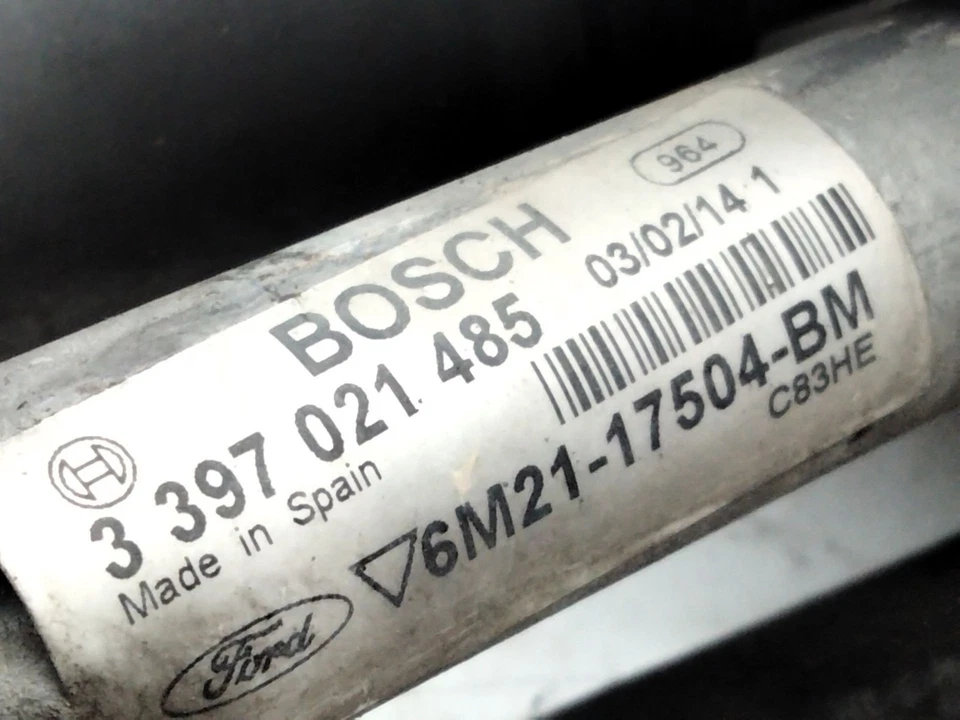 964
BOSCH 03/02/14 1
3 397 021 485
Made in Spain
6M21-17504-BM
C83HE
Ford